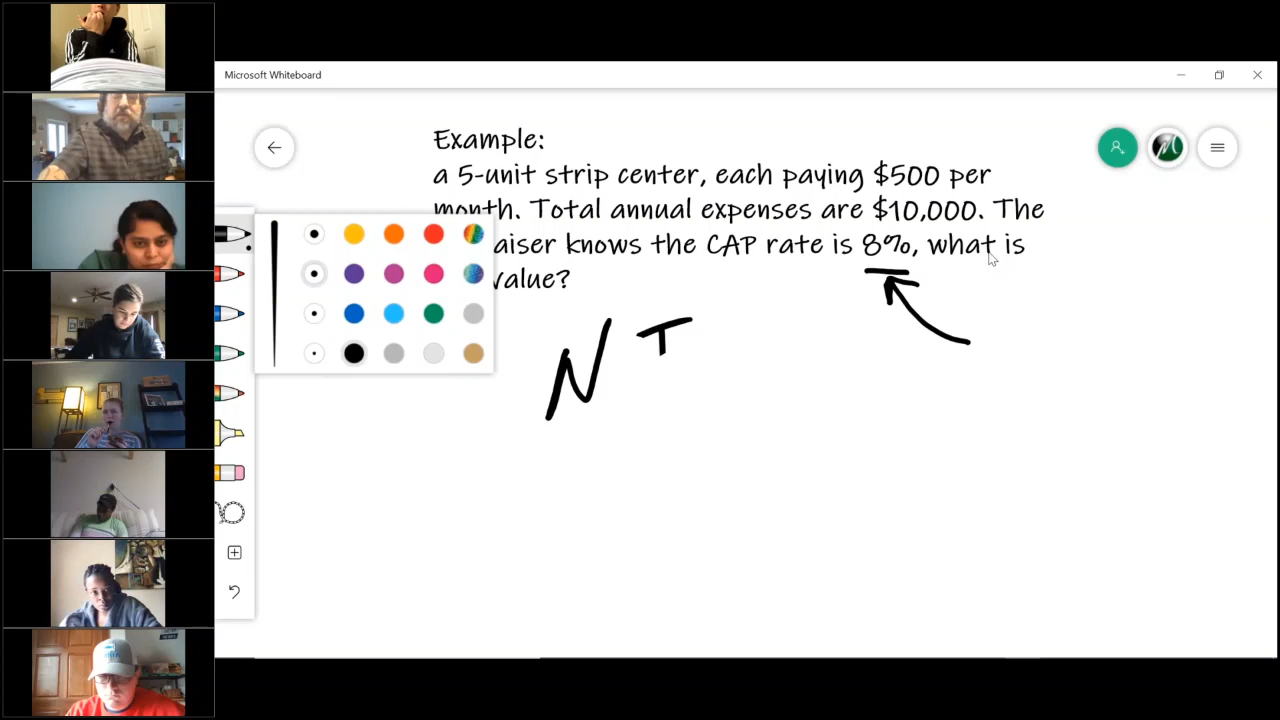 Microsoft Whiteboard
Example:
a 5-unit strip center, each paying $500 per
month. Total annual expenses are $10,000. The
knows the CAP rate is 8%, what is
value?
N T